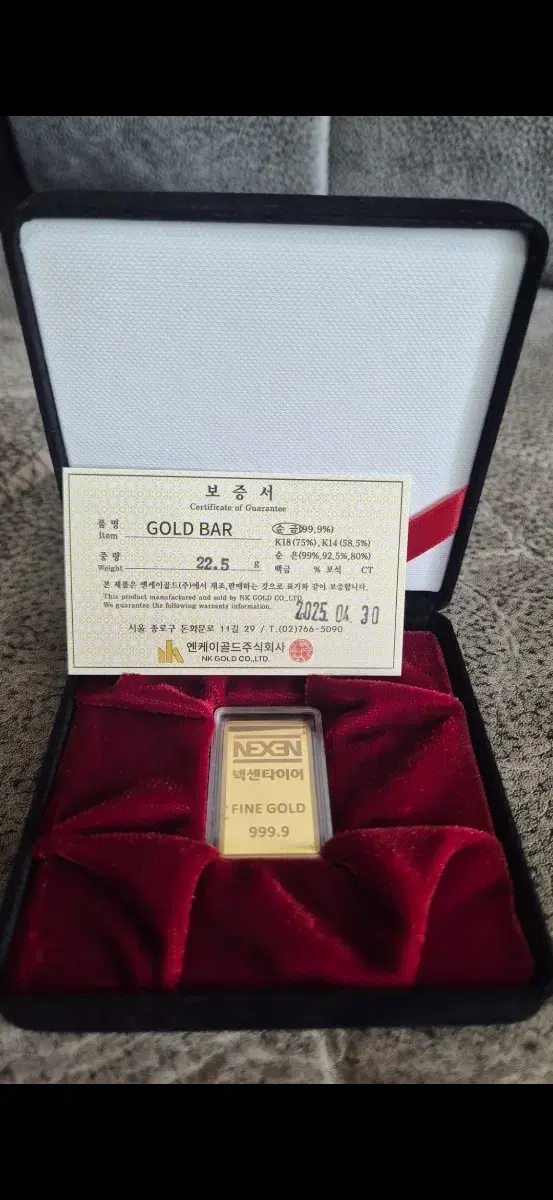 보증서
Certificate of Guarantee
품 명 GOLD BAR 순 금(99.9%)
Item K18(75%), K14(58.5%)
중 량 22.5 g 순 은(99%,92.5%,80%)
Weight 백금 % 보석 CT
본 제품은 엔케이골드(주)에서 제조,판매하는 것으로 표기와 같이 보증합니다.
This product manufactured and sold by NK GOLD CO.,LTD.
We guarantee the following warranty information. 2025. 04. 30
서울 종로구 돈화문로 11길 29 / T.(02)766-5090
nk 엔케이골드주식회사
NK GOLD CO.,LTD.
NEXEN
넥센타이어
FINE GOLD
999.9